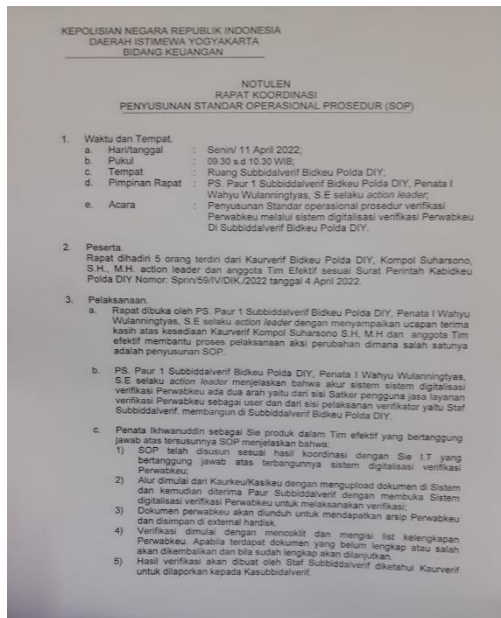 KEPOLISIAN NEGARA REPUBLIK INDONESIA
DAERAH ISTIMEWA YOGYAKARTA
BIDANG KEUANGAN
NOTULEN
RAPAT KOORDINASI
PENYUSUNAN STANDAR OPERASIONAL PROSEDUR (SOP)
1. Waktu dan Tempat.
a. Hari/tanggal : Senin/ 11 April 2022;
b. Pukul : 09.30 s.d 10.30 WIB;
c. Tempat : Ruang Subbidalverif Bidkeu Polda DIY;
d. Pimpinan Rapat : PS. Paur 1 Subbiddalverif Bidkeu Polda DIY, Penata I
Wahyu Wulanningtyas, S.E selaku action leader;
e. Acara : Penyusunan Standar operasional prosedur verifikasi
Perwabkeu melalui sistem digitalisasi verifikasi Perwabkeu
Di Subbiddalverif Bidkeu Polda DIY.
2. Peserta.
Rapat dihadiri 5 orang terdiri dari Kaurverif Bidkeu Polda DIY, Kompol Suharsono,
S.H., M.H. action leader dan anggota Tim Efektif sesuai Surat Perintah Kabidkeu
Polda DIY Nomor: Sprin/59/IV/DIK./2022 tanggal 4 April 2022.
3. Pelaksanaan.
a. Rapat dibuka oleh PS. Paur 1 Subbiddalverif Bidkeu Polda DIY, Penata I Wahyu
Wulanningtyas, S.E selaku action leader dengan menyampaikan ucapan terima
kasih atas kesediaan Kaurverif Kompol Suharsono S.H, M.H dan anggota Tim
efektif membantu proses pelaksanaan aksi perubahan dimana salah satunya
adalah penyusunan SOP.
b. PS. Paur 1 Subbiddalverif Bidkeu Polda DIY, Penata I Wahyu Wulanningtyas,
S.E selaku action leader menjelaskan bahwa akur sistem sistem digitalisasi
verifikasi Perwabkeu ada dua arah yaitu dari sisi Satker pengguna jasa layanan
verifikasi Perwabkeu sebagai user dan dari sisi pelaksanan verifikator yaitu Staf
Subbiddalverif. membangun di Subbiddalverif Bidkeu Polda DIY.
c. Penata Ikhwanuddin sebagai Sie produk dalam Tim efektif yang bertanggung
jawab atas tersusunnya SOP menjelaskan bahwa:
1) SOP telah disusun sesuai hasil koordinasi dengan Sie I.T yang
bertanggung jawab atas terbangunnya sistem digitalisasi verifikasi
Perwabkeu;
2) Alur dimulai dari Kaurkeu/Kasikeu dengan mengupload dokumen di Sistem
dan kemudian diterima Paur Subbiddalverif dengan membuka Sistem
digitalisasi verifikasi Perwabkeu untuk melaksanakan verifikasi;
3) Dokumen perwabkeu akan diunduh untuk mendapatkan arsip Perwabkeu
dan disimpan di external hardisk.
4) Verifikasi dimulai dengan mencoklit dan mengisi list kelengkapan
Perwabkeu. Apabila terdapat dokumen yang belum lengkap atau salah
akan dikembalikan dan bila sudah lengkap akan dilanjutkan.
5) Hasil verifikasi akan dibuat oleh Staf Subbiddalverif diketahui Kaurverif
untuk dilaporkan kepada Kasubbidalverif.